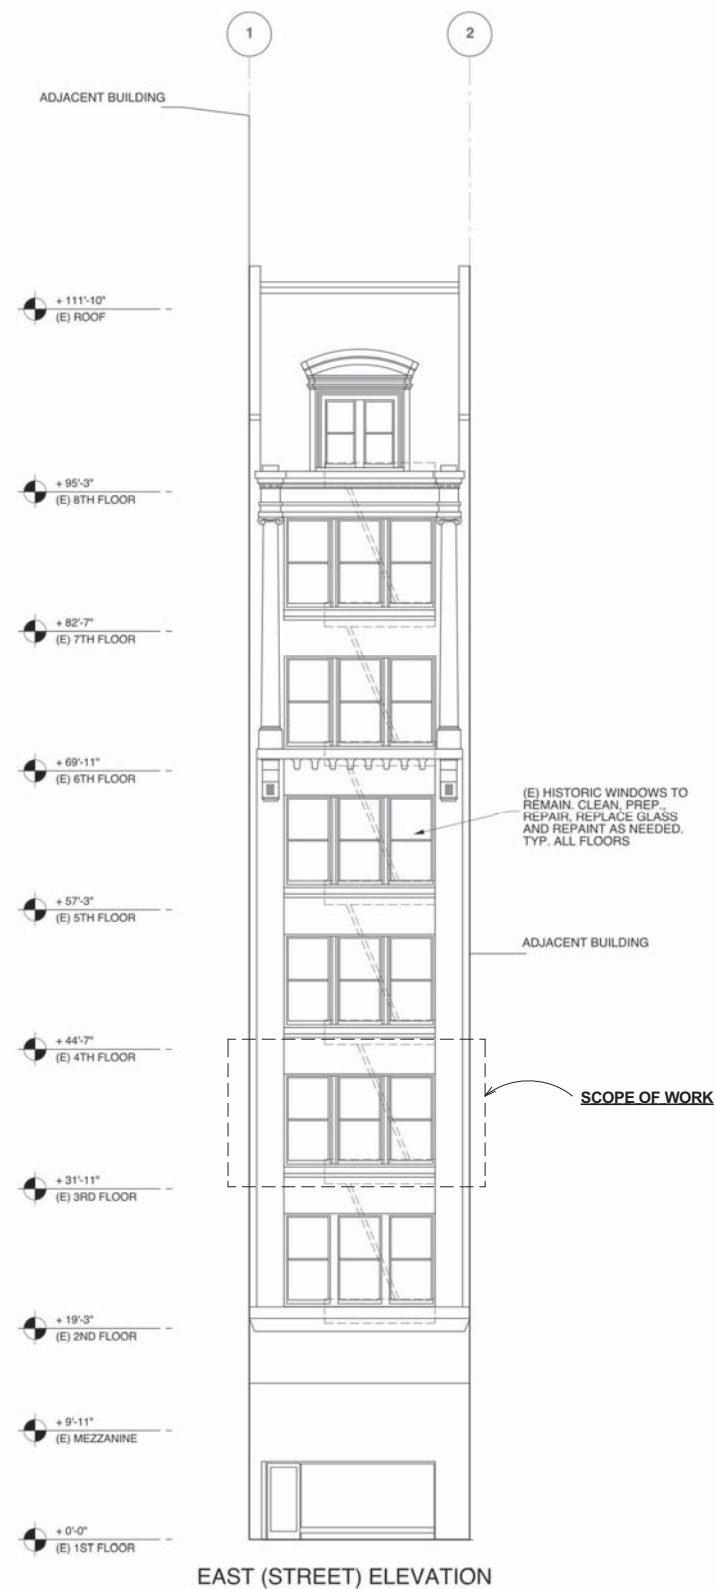 1
2
ADJACENT BUILDING
+ 111'-10"
(E) ROOF
+ 95'-3"
(E) 8TH FLOOR
+ 82'-7"
(E) 7TH FLOOR
+ 69'-11"
(E) 6TH FLOOR
(E) HISTORIC WINDOWS TO
REMAIN. CLEAN, PREP.,
REPAIR, REPLACE GLASS
AND REPAINT AS NEEDED.
TYP. ALL FLOORS
+ 57'-3"
(E) 5TH FLOOR
ADJACENT BUILDING
+ 44'-7"
(E) 4TH FLOOR
SCOPE OF WORK
+ 31'-11"
(E) 3RD FLOOR
+ 19'-3"
(E) 2ND FLOOR
+ 9'-11"
(E) MEZZANINE
+ 0'-0"
(E) 1ST FLOOR
EAST (STREET) ELEVATION